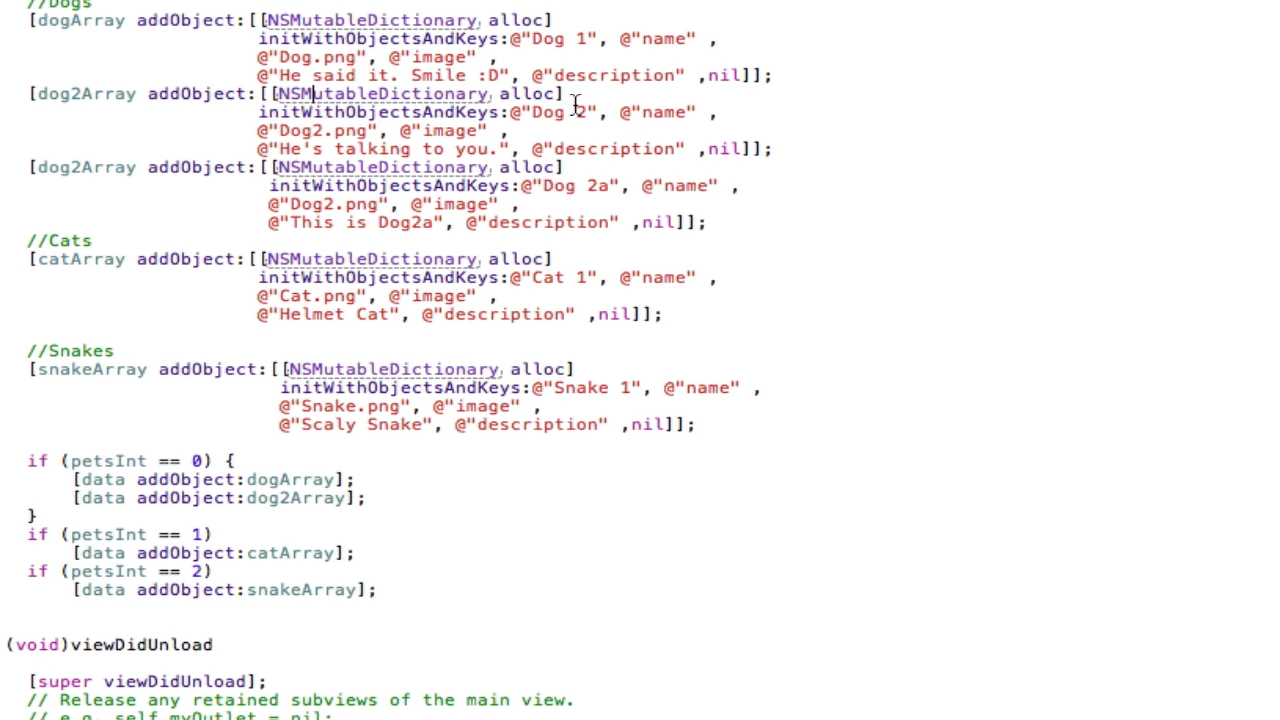 //Dogs
[dogArray addObject:[[NSMutableDictionary alloc]
initWithObjectsAndKeys:@"Dog 1", @"name" ,
@"Dog.png", @"image" ,
@"He said it. Smile :D", @"description" ,nil]];
[dog2Array addObject:[[NSMutableDictionary alloc]
initWithObjectsAndKeys:@"Dog 2", @"name" ,
@"Dog2.png", @"image" ,
@"He's talking to you.", @"description" ,nil]];
[dog2Array addObject:[[NSMutableDictionary alloc]
initWithObjectsAndKeys:@"Dog 2a", @"name" ,
@"Dog2.png", @"image" ,
@"This is Dog2a", @"description" ,nil]];
//Cats
[catArray addObject:[[NSMutableDictionary alloc]
initWithObjectsAndKeys:@"Cat 1", @"name" ,
@"Cat.png", @"image" ,
@"Helmet Cat", @"description" ,nil]];
//Snakes
[snakeArray addObject:[[NSMutableDictionary alloc]
initWithObjectsAndKeys:@"Snake 1", @"name" ,
@"Snake.png", @"image" ,
@"Scaly Snake", @"description" ,nil]];
if (petsInt == 0) {
[data addObject:dogArray];
[data addObject:dog2Array];
}
if (petsInt == 1)
[data addObject:catArray];
if (petsInt == 2)
[data addObject:snakeArray];
(void)viewDidUnload
[super viewDidUnload];
// Release any retained subviews of the main view.
// e.g. self.myOutlet = nil;